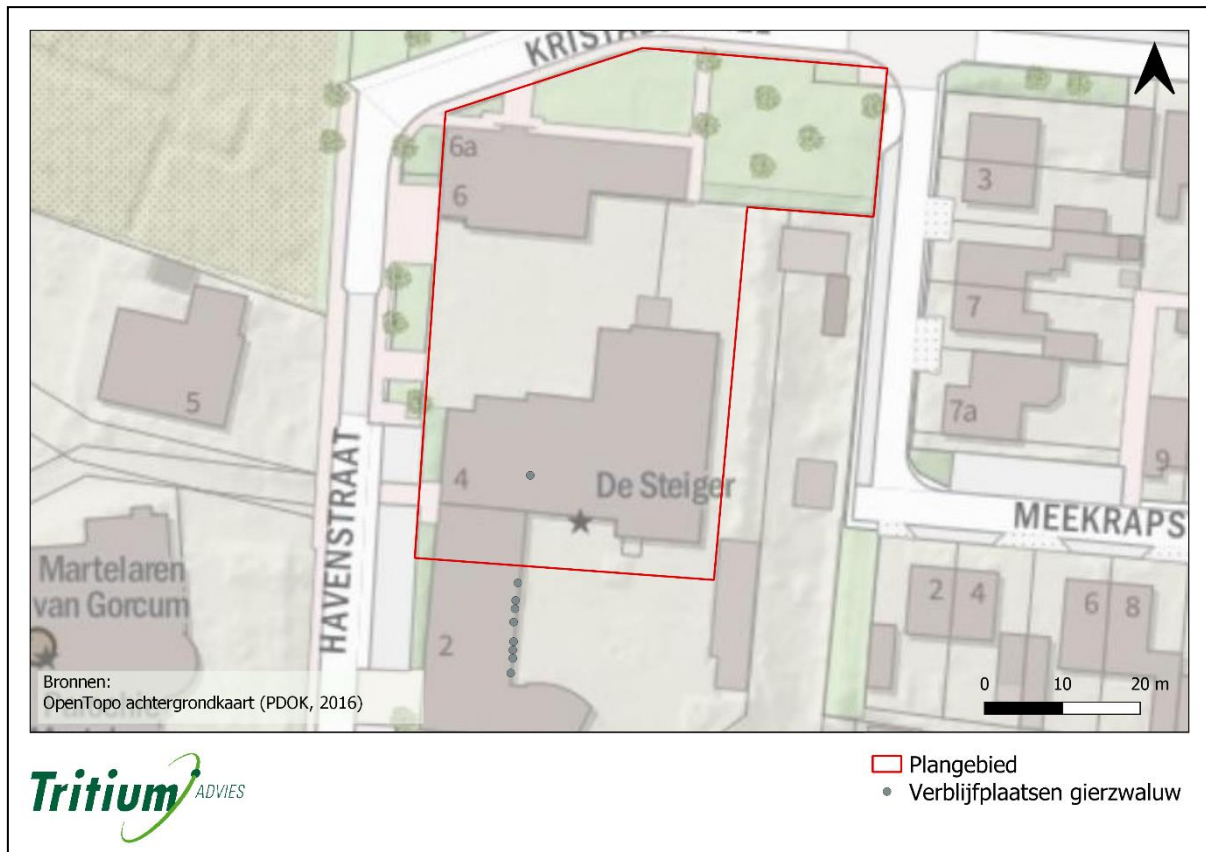 KRISTAL
6a
6
3
5
7
7a
9
HAVENSTRAAT
4
De Steiger
MEEKRAPS
Martelaren
van Gorcum
2
2
4
6
8
Bronnen:
OpenTopo achtergrondkaart (PDOK, 2016)
0 10 20 m
Tritium ADVIES
Plangebied
Verblijfplaatsen gierzwaluw